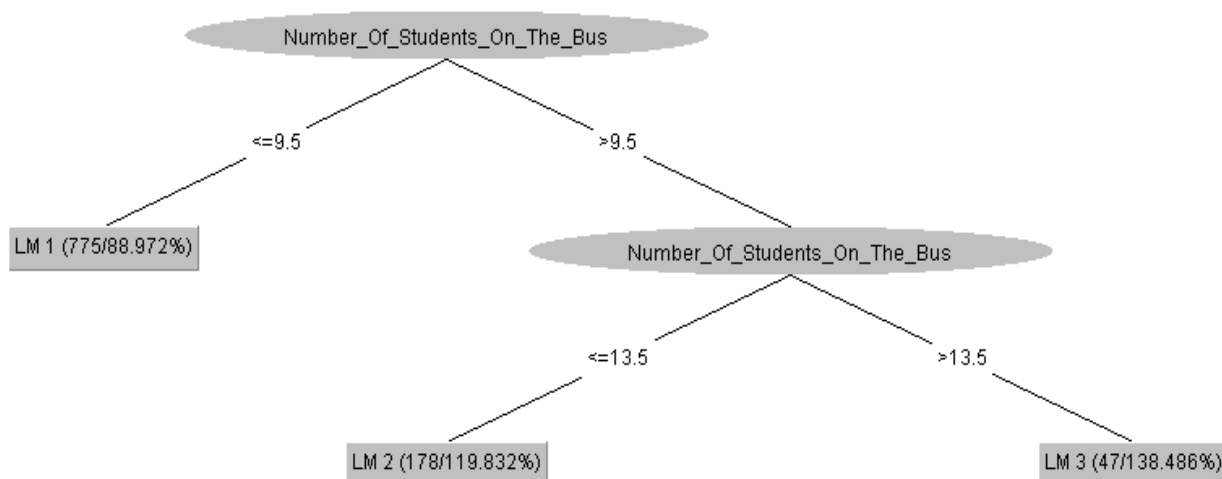 Number_Of_Students_On_The_Bus
<=9.5
>9.5
LM 1 (775/88.972%)
Number_Of_Students_On_The_Bus
<=13.5
>13.5
LM 2 (178/119.832%)
LM 3 (47/138.486%)